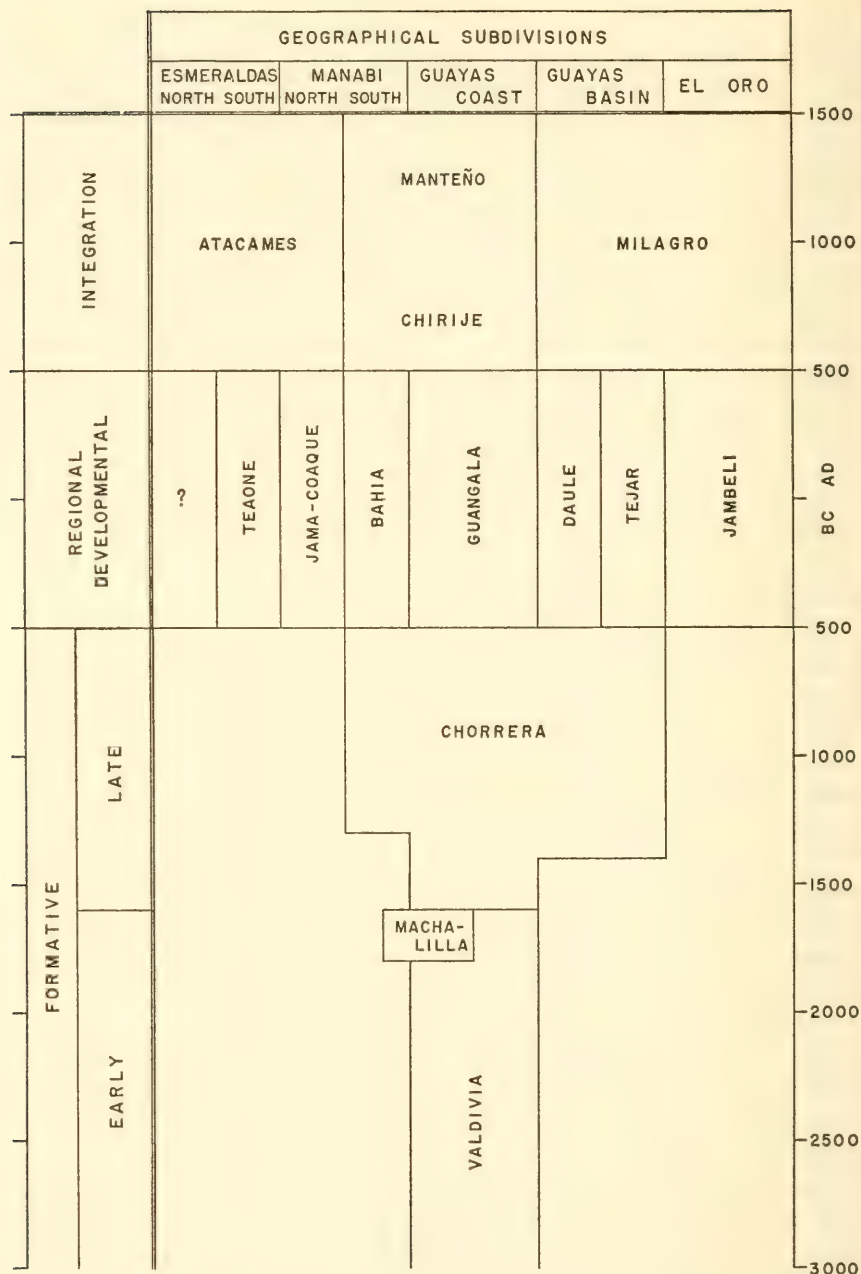 GEOGRAPHICAL SUBDIVISIONS
ESMERALDAS
NORTH SOUTH
MANABI
NORTH SOUTH
GUAYAS
COAST
GUAYAS
BASIN
EL ORO
1500
INTEGRATION
ATACAMES
MANTEÑO
CHIRIJE
MILAGRO
1000
500
REGIONAL
DEVELOPMENTAL
?
TEAONE
JAMA-COAQUE
BAHIA
GUANGALA
DAULE
TEJAR
JAMBELI
BC AD
500
FORMATIVE
LATE
CHORRERA
1000
1500
MACHA-
LILLA
2000
EARLY
VALDIVIA
2500
3000